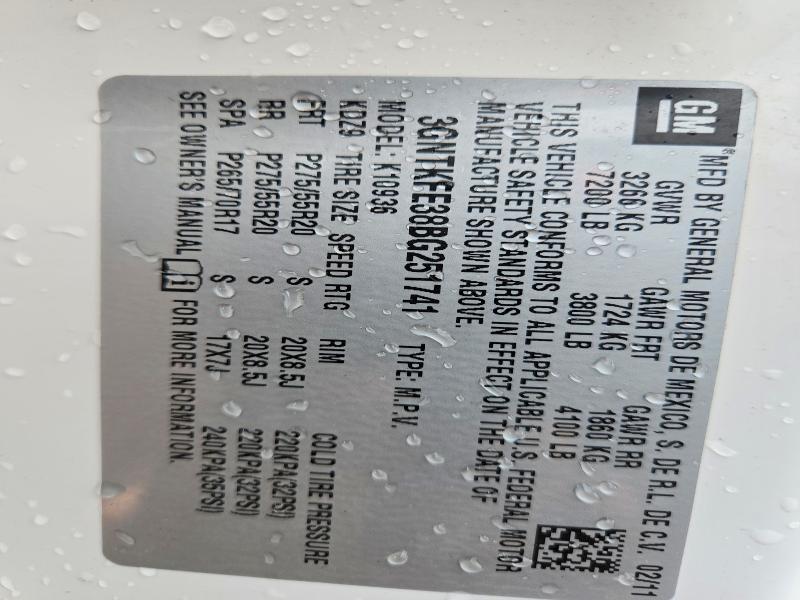 GM
MFD BY GENERAL MOTORS DE MEXICO, S. DE R.L. DE C.V. 02/11
GVWR GAWR FRT GAWR RR
3266 KG 1724 KG 1860 KG
7200 LB 3800 LB 4100 LB
THIS VEHICLE CONFORMS TO ALL APPLICABLE U.S. FEDERAL MOTOR
VEHICLE SAFETY STANDARDS IN EFFECT ON THE DATE OF
MANUFACTURE SHOWN ABOVE.
3GNTKEE38BG251741 TYPE: M.P.V.
MODEL: K10936
KDZ9 TIRE SIZE SPEED RTG RIM COLD TIRE PRESSURE
FRT P275/55R20 S 20X8.5J 220KPA(32PSI)
RR P275/55R20 S 20X8.5J 220KPA(32PSI)
SPA P265/70R17 S 17X7J 240KPA(35PSI)
SEE OWNER'S MANUAL FOR MORE INFORMATION.